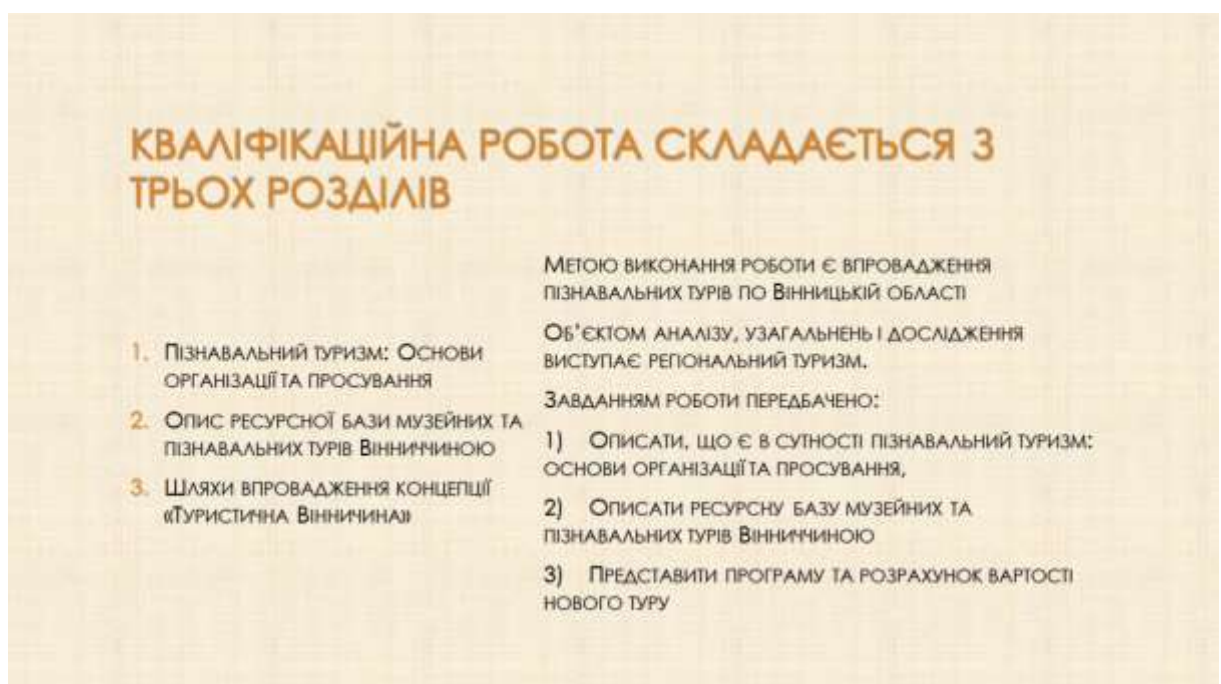 КВАЛІФІКАЦІЙНА РОБОТА СКЛАДАЄТЬСЯ З
ТРЬОХ РОЗДІЛІВ
1. Пізнавальний туризм: Основи
організації та просування
2. Опис ресурсної бази музейних та
пізнавальних турів Вінниччиною
3. Шляхи впровадження концепції
«Туристична Вінничина»
Метою виконання роботи є впровадження
пізнавальних турів по Вінницькій області
Об’єктом аналізу, узагальнень і дослідження
виступає регіональний туризм.
Завданням роботи передбачено:
1) Описати, що є в сутності пізнавальний туризм:
основи організації та просування,
2) Описати ресурсну базу музейних та
пізнавальних турів Вінниччиною
3) Представити програму та розрахунок вартості
нового туру